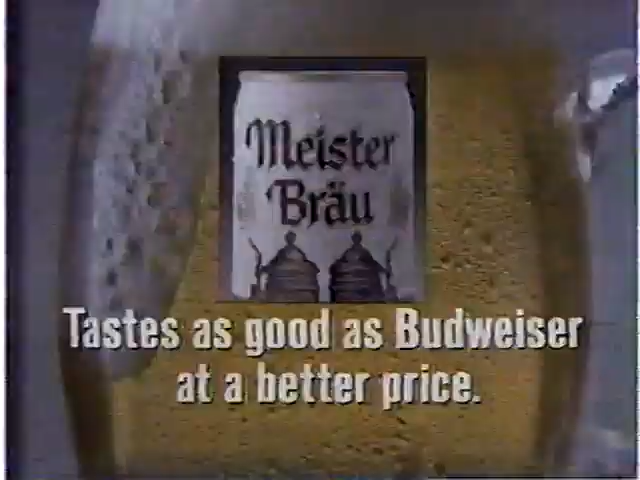 Meister
Bräu
Tastes as good as Budweiser
at a better price.